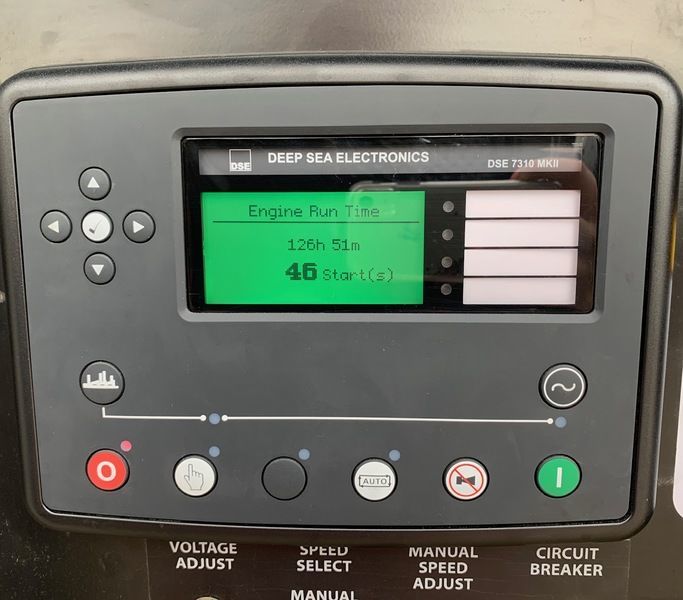 DSE
DEEP SEA ELECTRONICS
DSE 7310 MKII
Engine Run Time
126h 51m
46 Start(s)
O
AUTO
I
VOLTAGE
ADJUST
SPEED
SELECT
MANUAL
SPEED
ADJUST
CIRCUIT
BREAKER
MANUAL